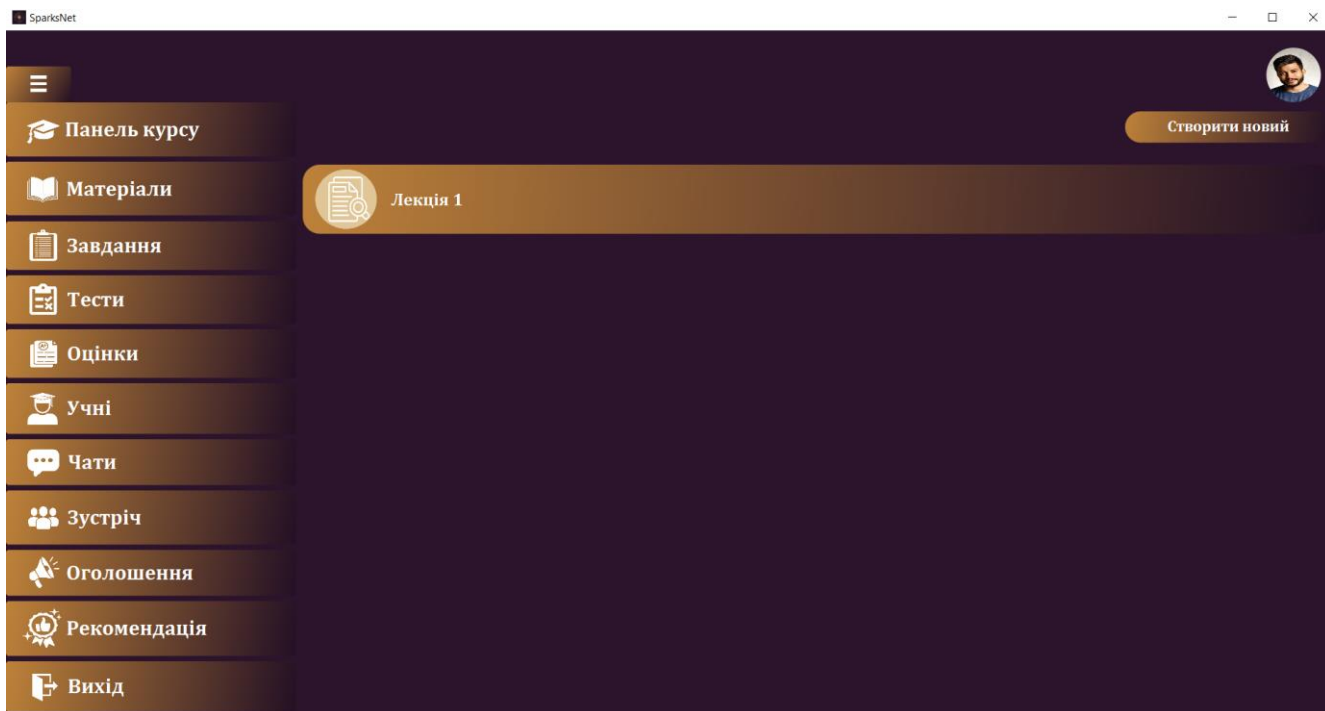 SparksNet
Панель курсу
Матеріали
Завдання
Тести
Оцінки
Учні
Чати
Зустріч
Оголошення
Рекомендація
Вихід
Створити новий
Лекція 1